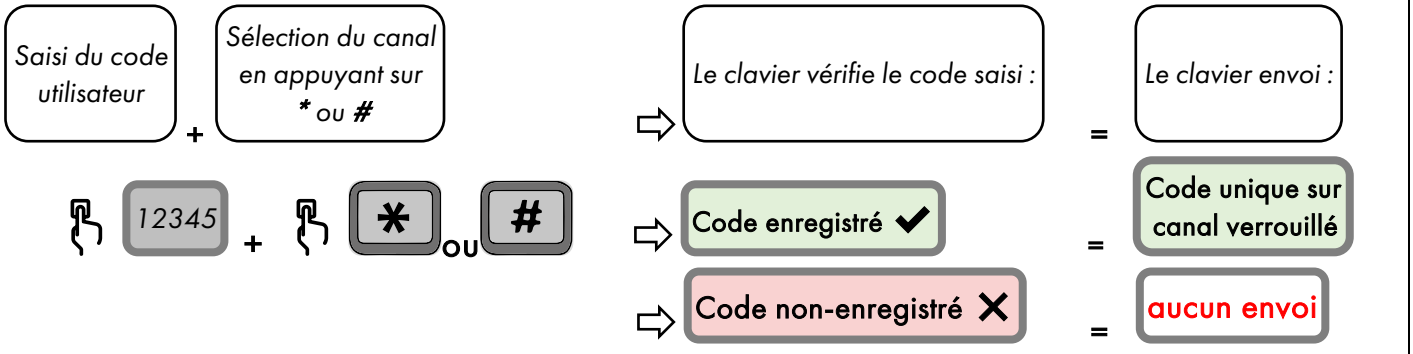 Saisi du code
utilisateur
+
Sélection du canal
en appuyant sur
* ou #
Le clavier vérifie le code saisi :
=
Le clavier envoi :
12345
+
*
ou
#
Code enregistré ✔
=
Code unique sur
canal verrouillé
Code non-enregistré ✕
=
aucun envoi